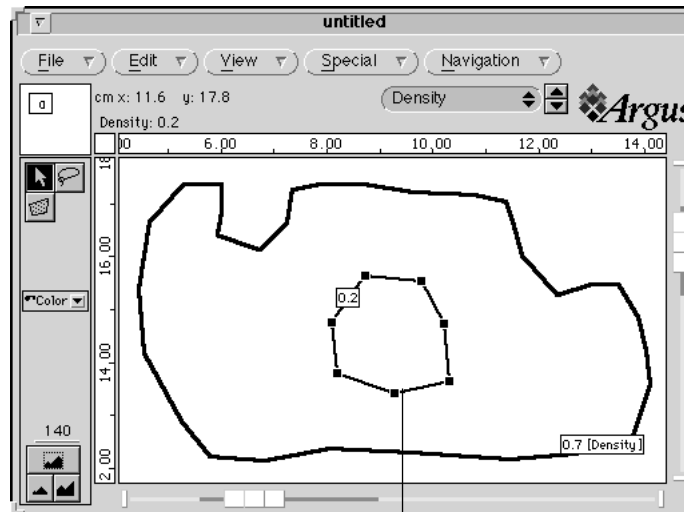 untitled
File Edit View Special Navigation
cm x: 11.6 y: 17.8
Density
Argus
Density: 0.2
a
00 6,00 8,00 10,00 12,00 14,00
18
16,00
14,00
2,00
Color
140
0.2
0.7 [Density]